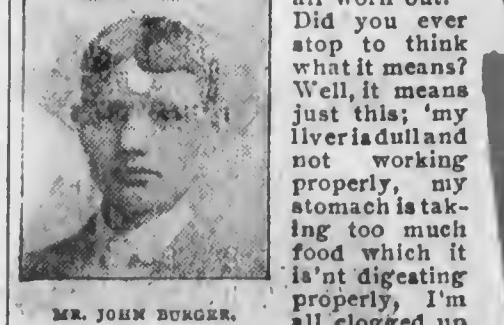 all worn out.
Did you ever
stop to think
what it means?
Well, it means
just this; 'my
liver is dull and
not working
properly, my
stomach is tak-
ing too much
food which it
is'nt digeating
properly, I'm
all clogged up
MR. JOHN BURGER.